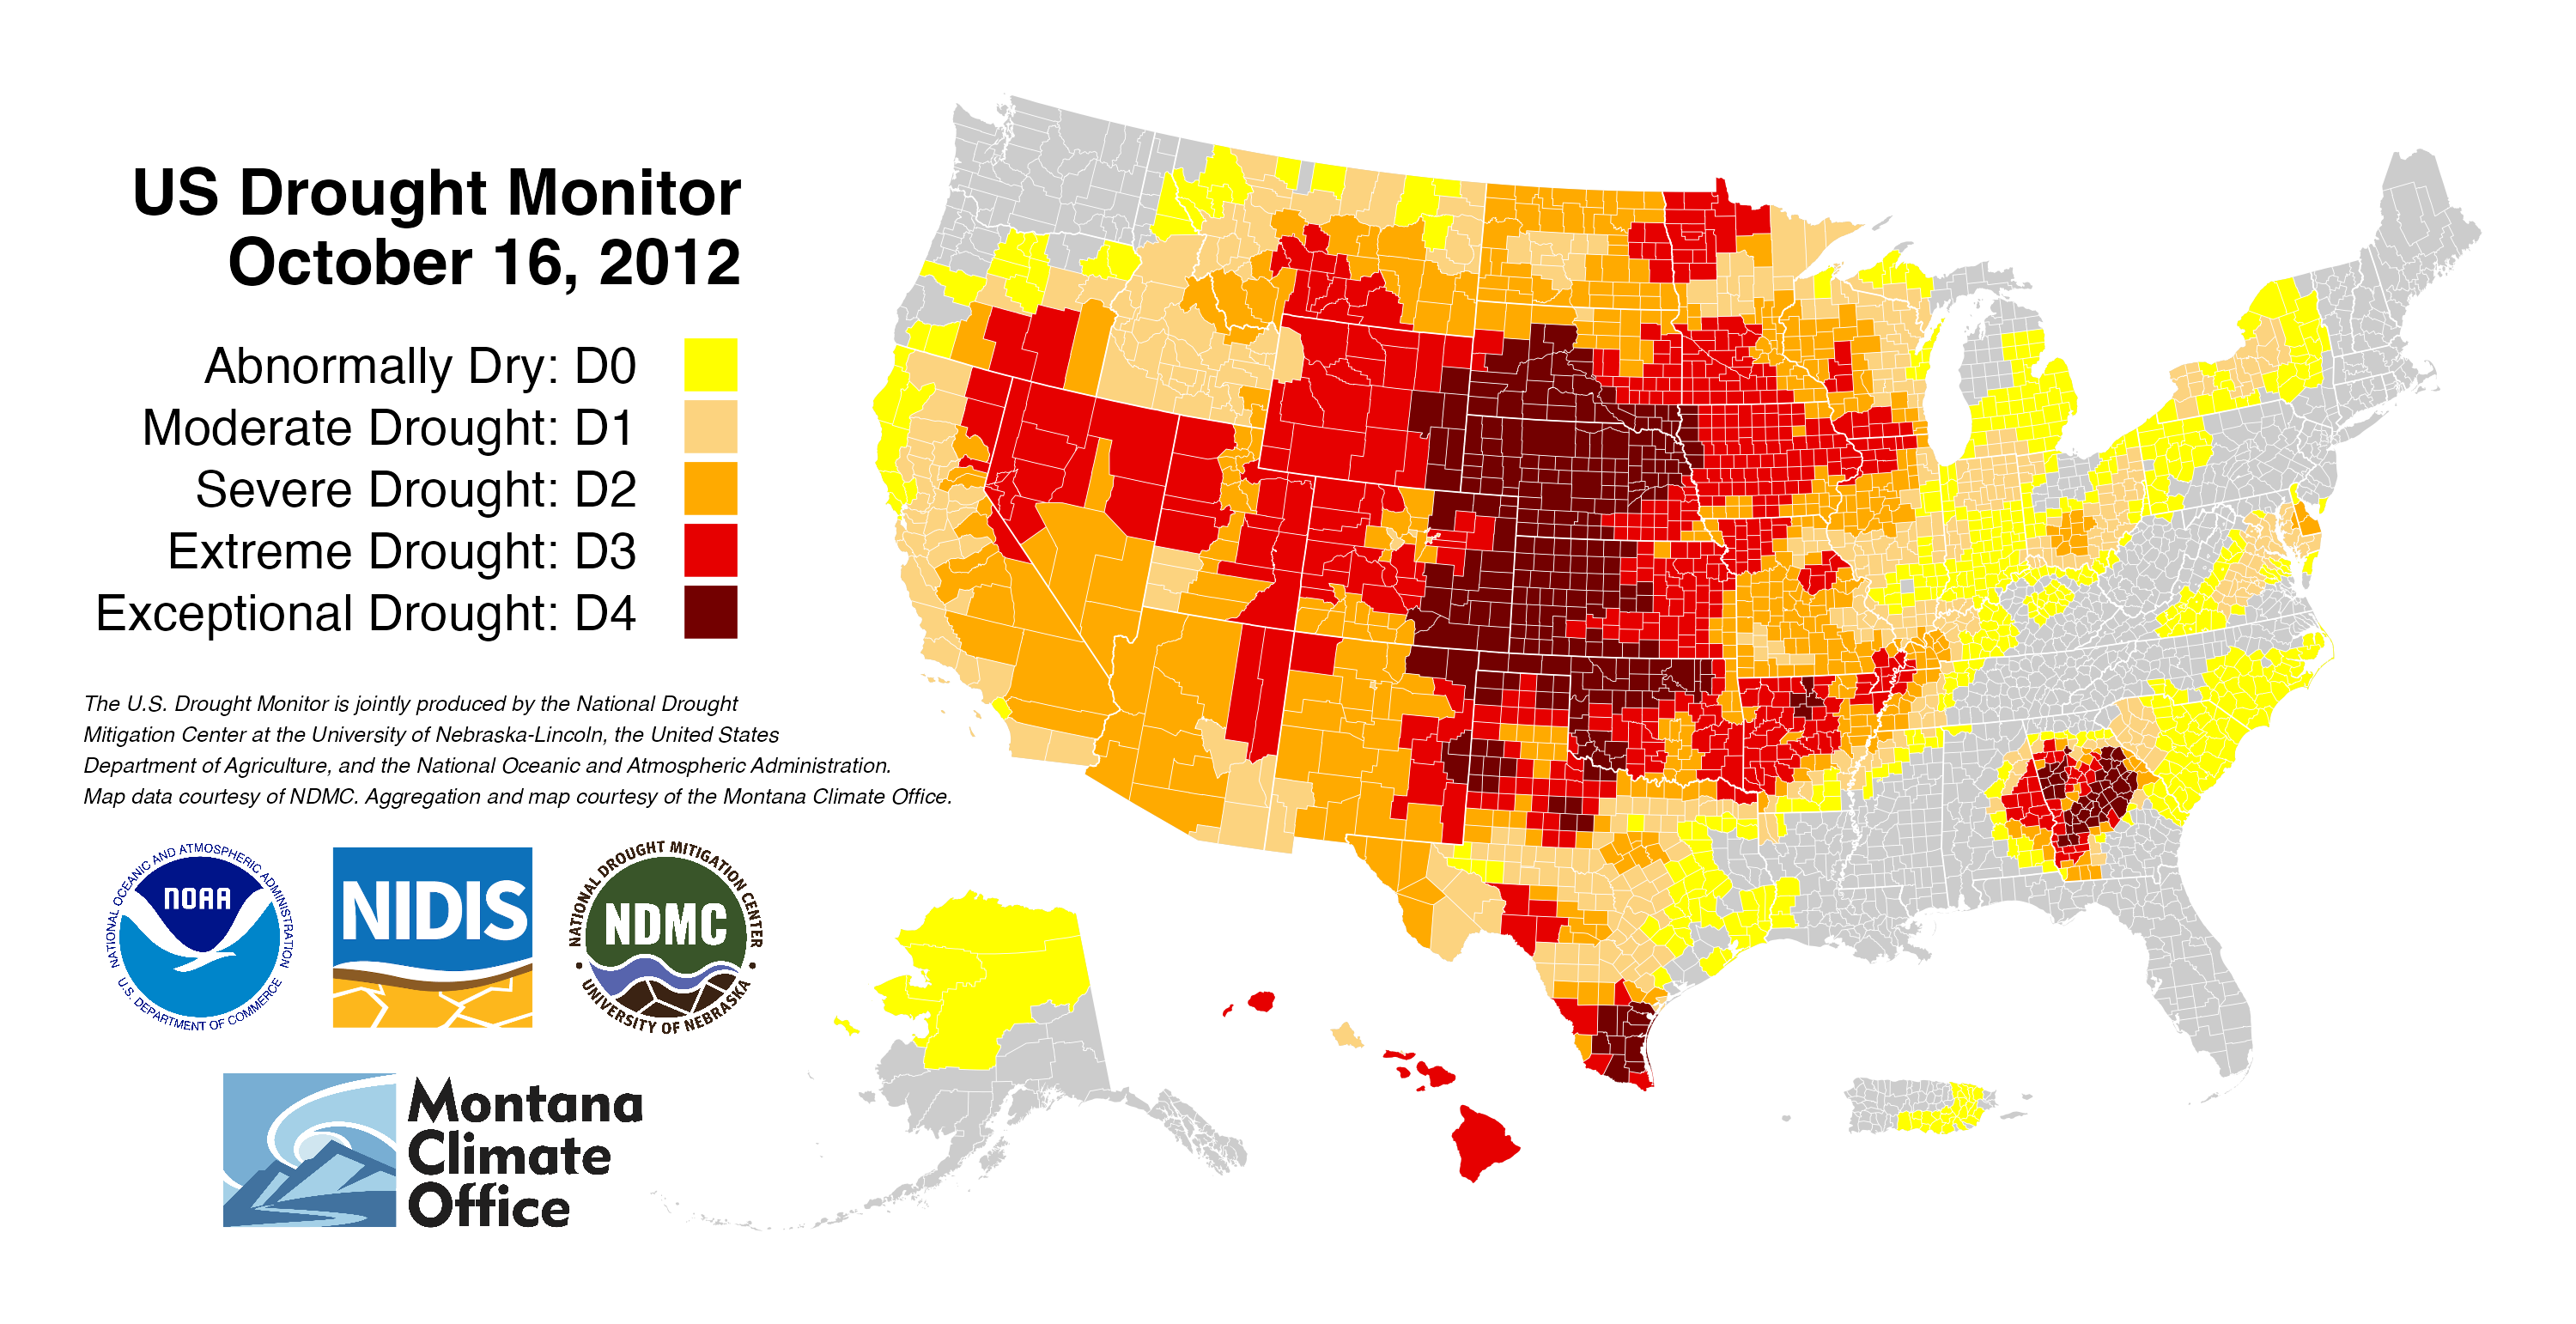 US Drought Monitor
October 16, 2012
Abnormally Dry: D0
Moderate Drought: D1
Severe Drought: D2
Extreme Drought: D3
Exceptional Drought: D4
The U.S. Drought Monitor is jointly produced by the National Drought
Mitigation Center at the University of Nebraska-Lincoln, the United States
Department of Agriculture, and the National Oceanic and Atmospheric Administration.
Map data courtesy of NDMC. Aggregation and map courtesy of the Montana Climate Office.
NATIONAL OCEANIC AND ATMOSPHERIC ADMINISTRATION
NOAA
U.S. DEPARTMENT OF COMMERCE
NIDIS
NATIONAL DROUGHT MITIGATION CENTER
NDMC
UNIVERSITY OF NEBRASKA
Montana
Climate
Office